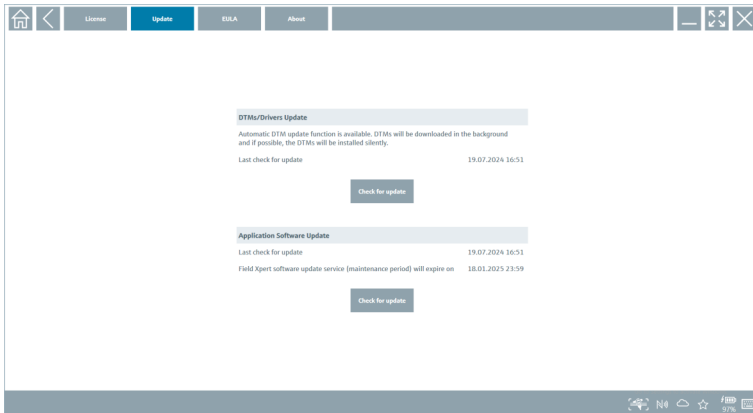 License Update EULA About
DTMs/Drivers Update
Automatic DTM update function is available. DTMs will be downloaded in the background
and if possible, the DTMs will be installed silently.
Last check for update 19.07.2024 16:51
Check for update
Application Software Update
Last check for update 19.07.2024 16:51
Field Xpert software update service (maintenance period) will expire on 18.01.2025 23:59
Check for update
97%